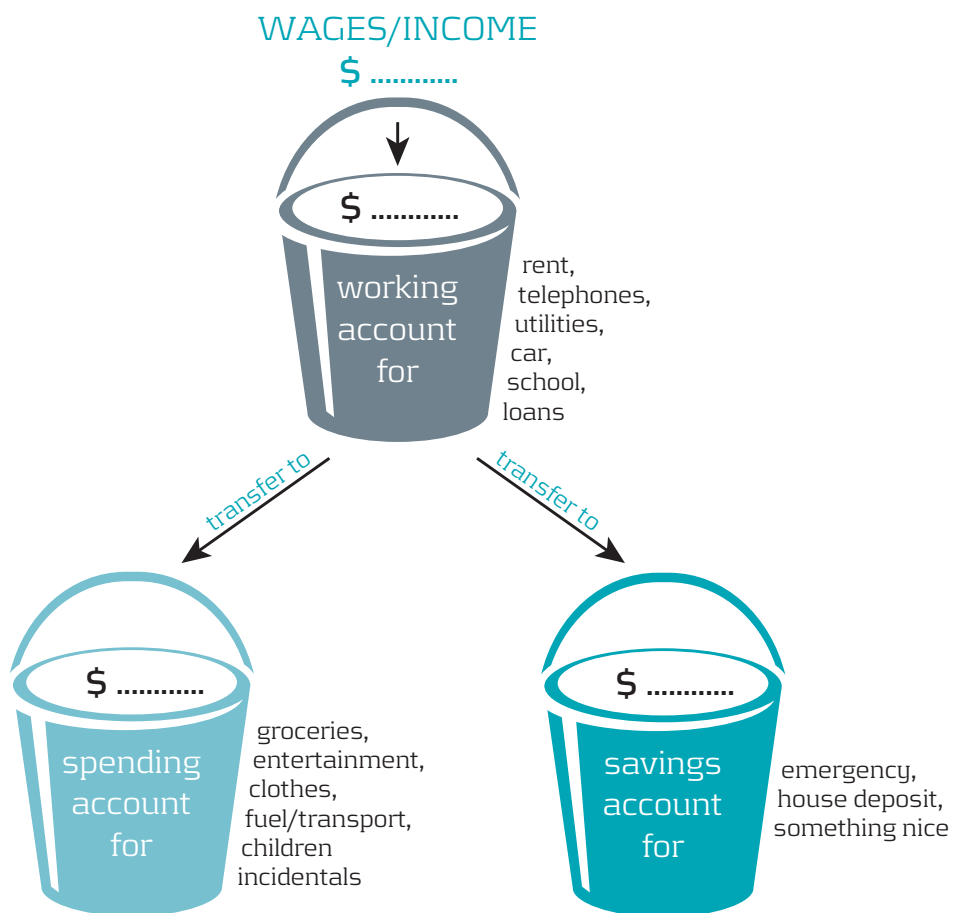 WAGES/INCOME
$ ............
$ ............
working
account
for
rent,
telephones,
utilities,
car,
school,
loans
transfer to
transfer to
$ ............
spending
account
for
groceries,
entertainment,
clothes,
fuel/transport,
children
incidentals
$ ............
savings
account
for
emergency,
house deposit,
something nice